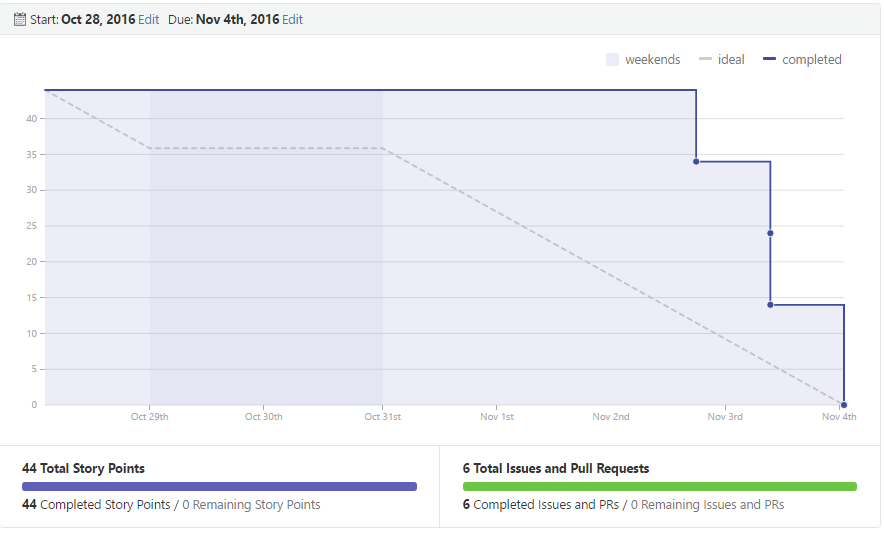 Start: Oct 28, 2016 Edit Due: Nov 4th, 2016 Edit
weekends ideal completed
40
35
30
25
20
15
10
5
0
Oct 29th Oct 30th Oct 31st Nov 1st Nov 2nd Nov 3rd Nov 4th
44 Total Story Points
44 Completed Story Points / 0 Remaining Story Points
6 Total Issues and Pull Requests
6 Completed Issues and PRs / 0 Remaining Issues and PRs